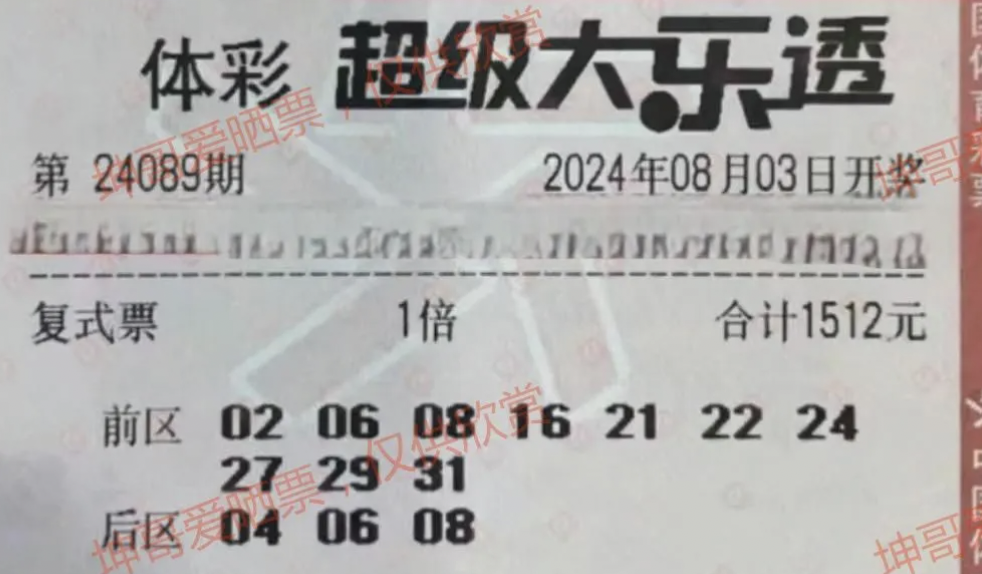 体彩 超级大乐透
第 24089期 2024年08月03日开奖
复式票 1倍 合计1512元
前区 02 06 08 16 21 22 24
27 29 31
后区 04 06 08
坤哥爱晒票，仅供欣赏
坤哥爱晒票，仅供欣赏
坤哥
坤哥